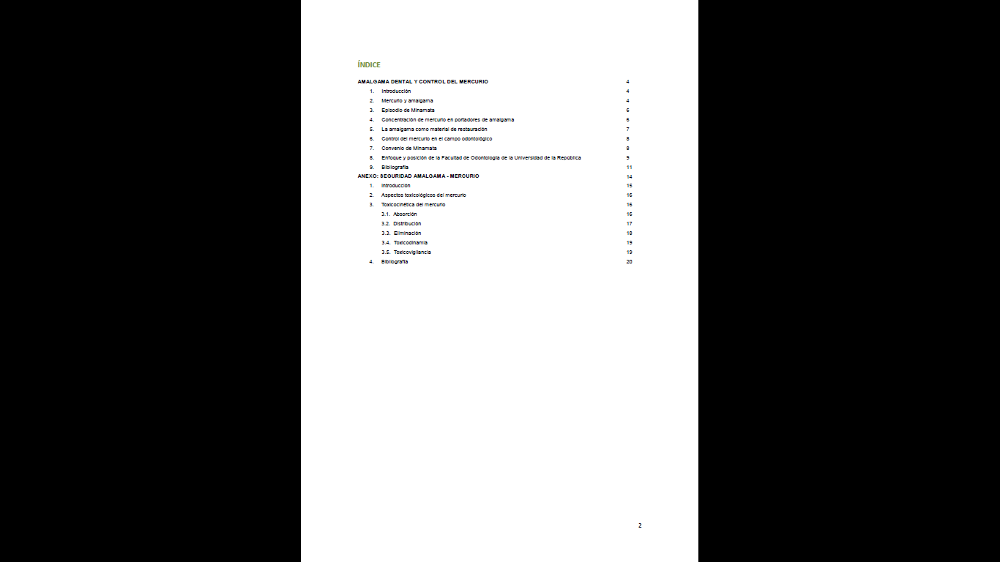 ÍNDICE
AMALGAMA DENTAL Y CONTROL DEL MERCURIO 4
1. Introducción 4
2. Mercurio y amalgama 4
3. Episodio de Minamata 6
4. Concentración de mercurio en portadores de amalgama 6
5. La amalgama como material de restauración 7
6. Control del mercurio en el campo odontológico 8
7. Convenio de Minamata 8
8. Enfoque y posición de la Facultad de Odontología de la Universidad de la República 9
9. Bibliografía 11
ANEXO: SEGURIDAD AMALGAMA - MERCURIO 14
1. Introducción 15
2. Aspectos toxicológicos del mercurio 16
3. Toxicocinética del mercurio 16
3.1. Absorción 16
3.2. Distribución 17
3.3. Eliminación 18
3.4. Toxicodinamia 19
3.5. Toxicovigilancia 19
4. Bibliografía 20
2